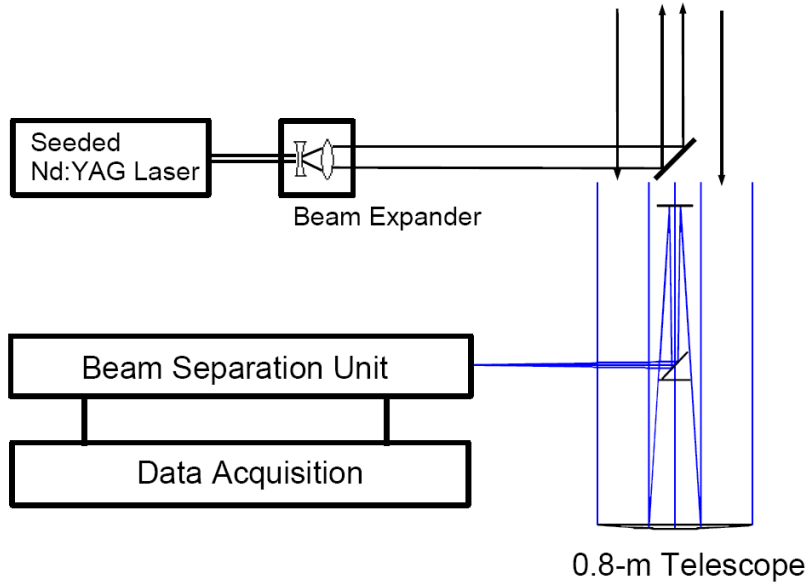 Seeded
Nd:YAG Laser
Beam Expander
Beam Separation Unit
Data Acquisition
0.8-m Telescope